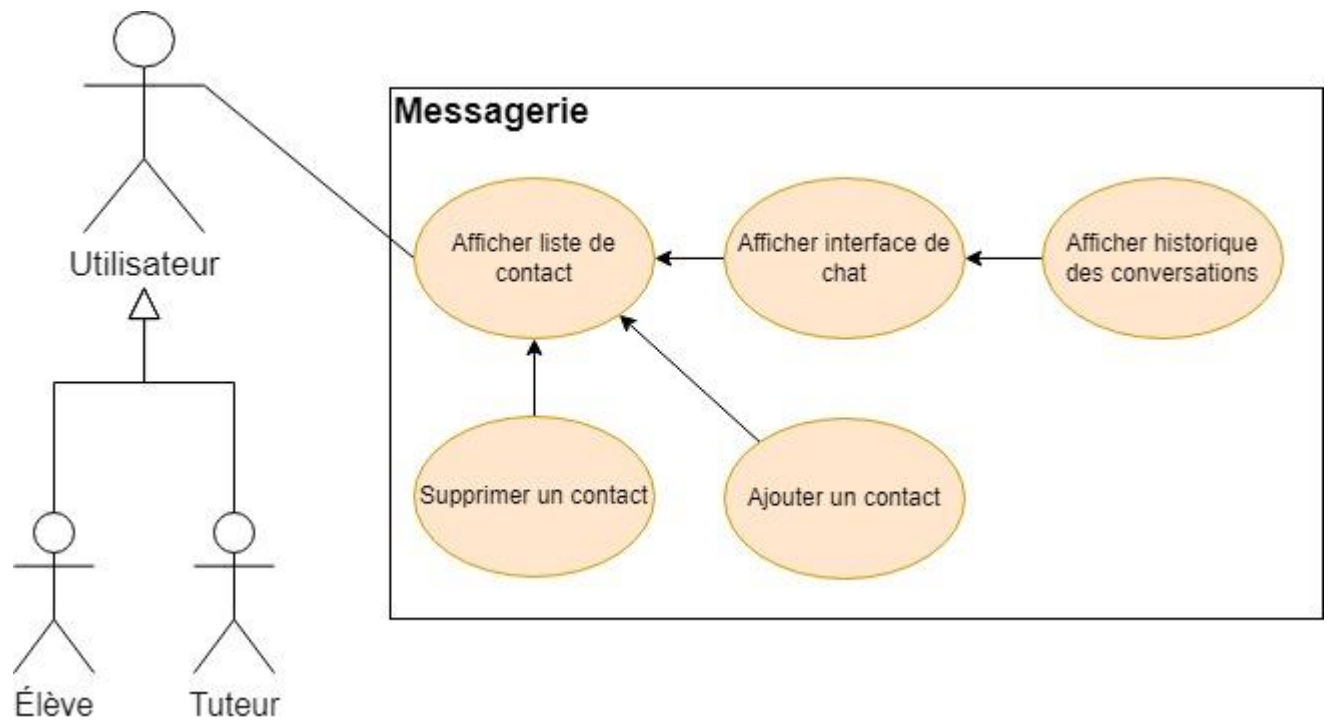 Messagerie
Afficher liste de
contact
Afficher interface de
chat
Afficher historique
des conversations
Utilisateur
Supprimer un contact
Ajouter un contact
Élève
Tuteur